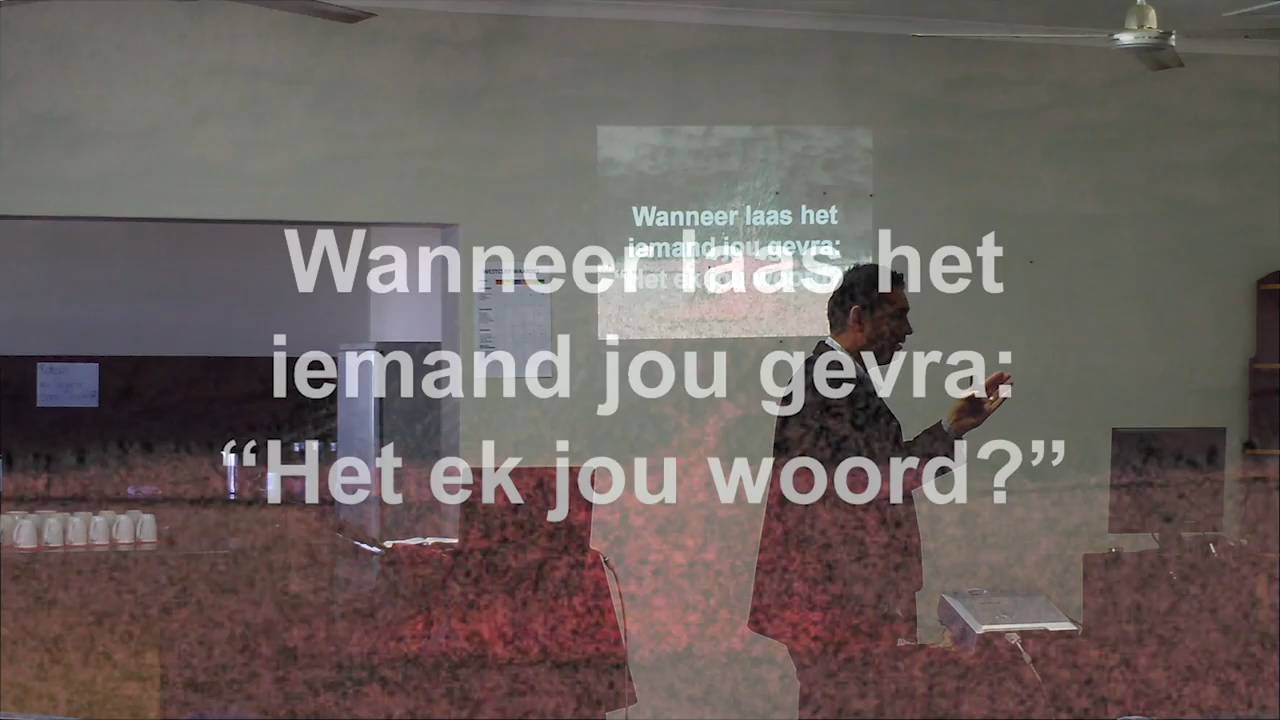 Wanneer laas het
iemand jou gevra:
“Het ek jou woord?”
Wanneer laas het
iemand jou gevra: